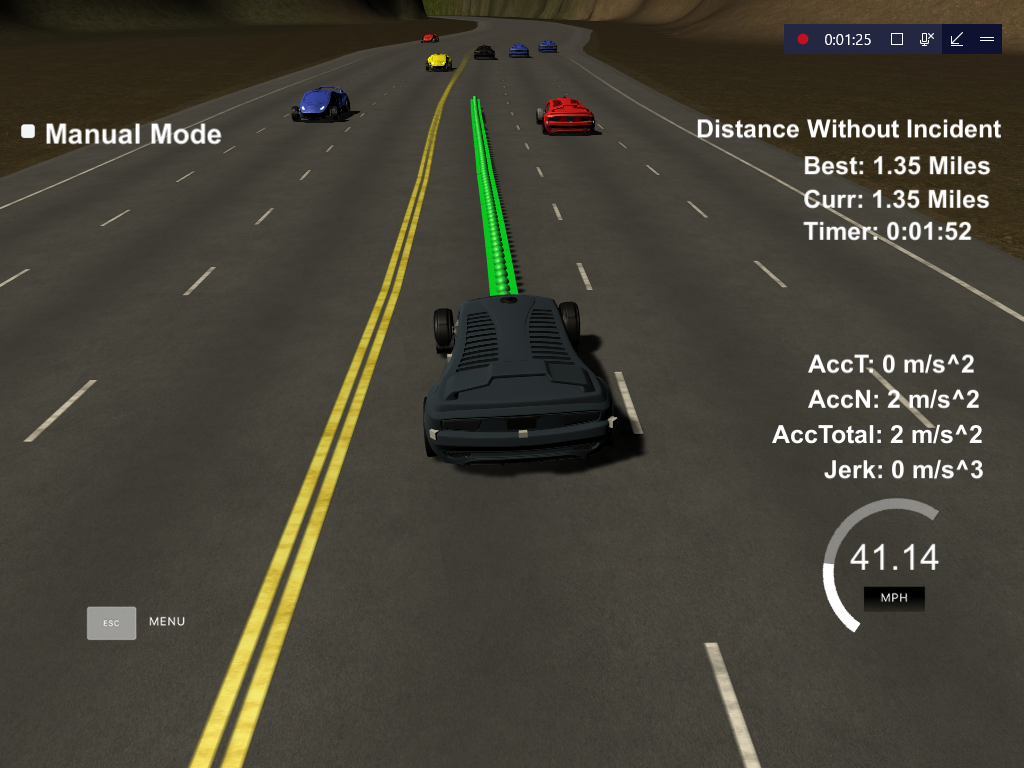 0:01:25
Manual Mode
Distance Without Incident
Best: 1.35 Miles
Curr: 1.35 Miles
Timer: 0:01:52
AccT: 0 m/s^2
AccN: 2 m/s^2
AccTotal: 2 m/s^2
Jerk: 0 m/s^3
41.14
MPH
ESC MENU